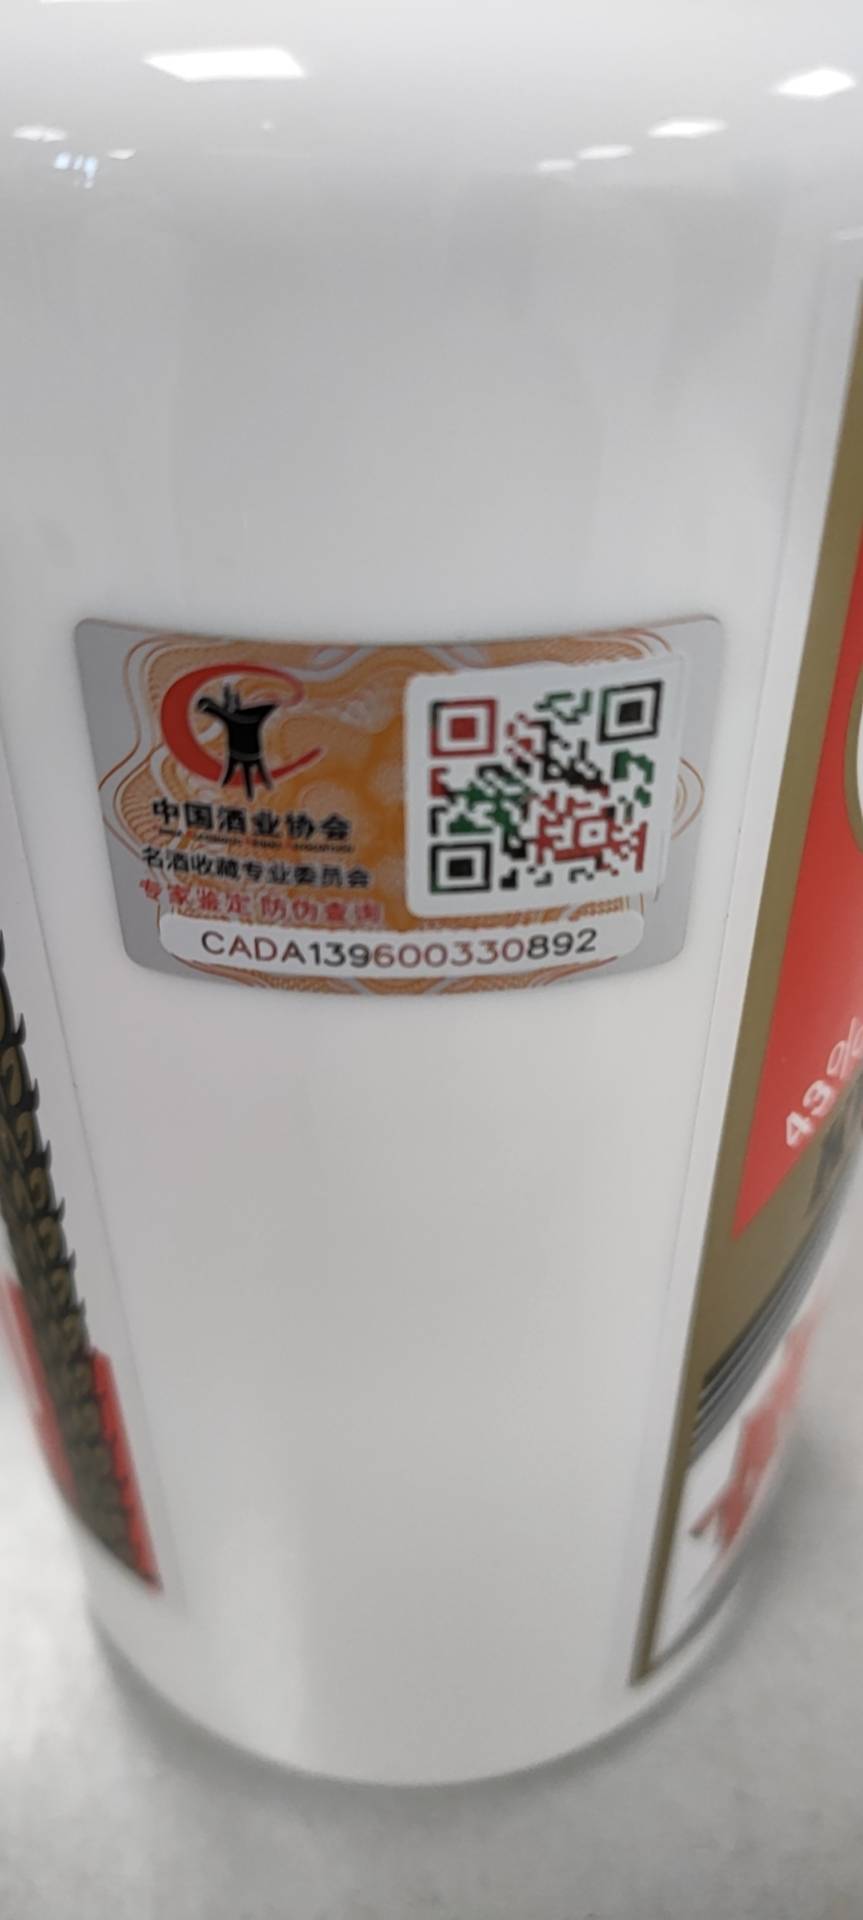 中国酒业协会
名酒收藏专业委员会
专家鉴定 防伪查询
CADA139600330892
43%